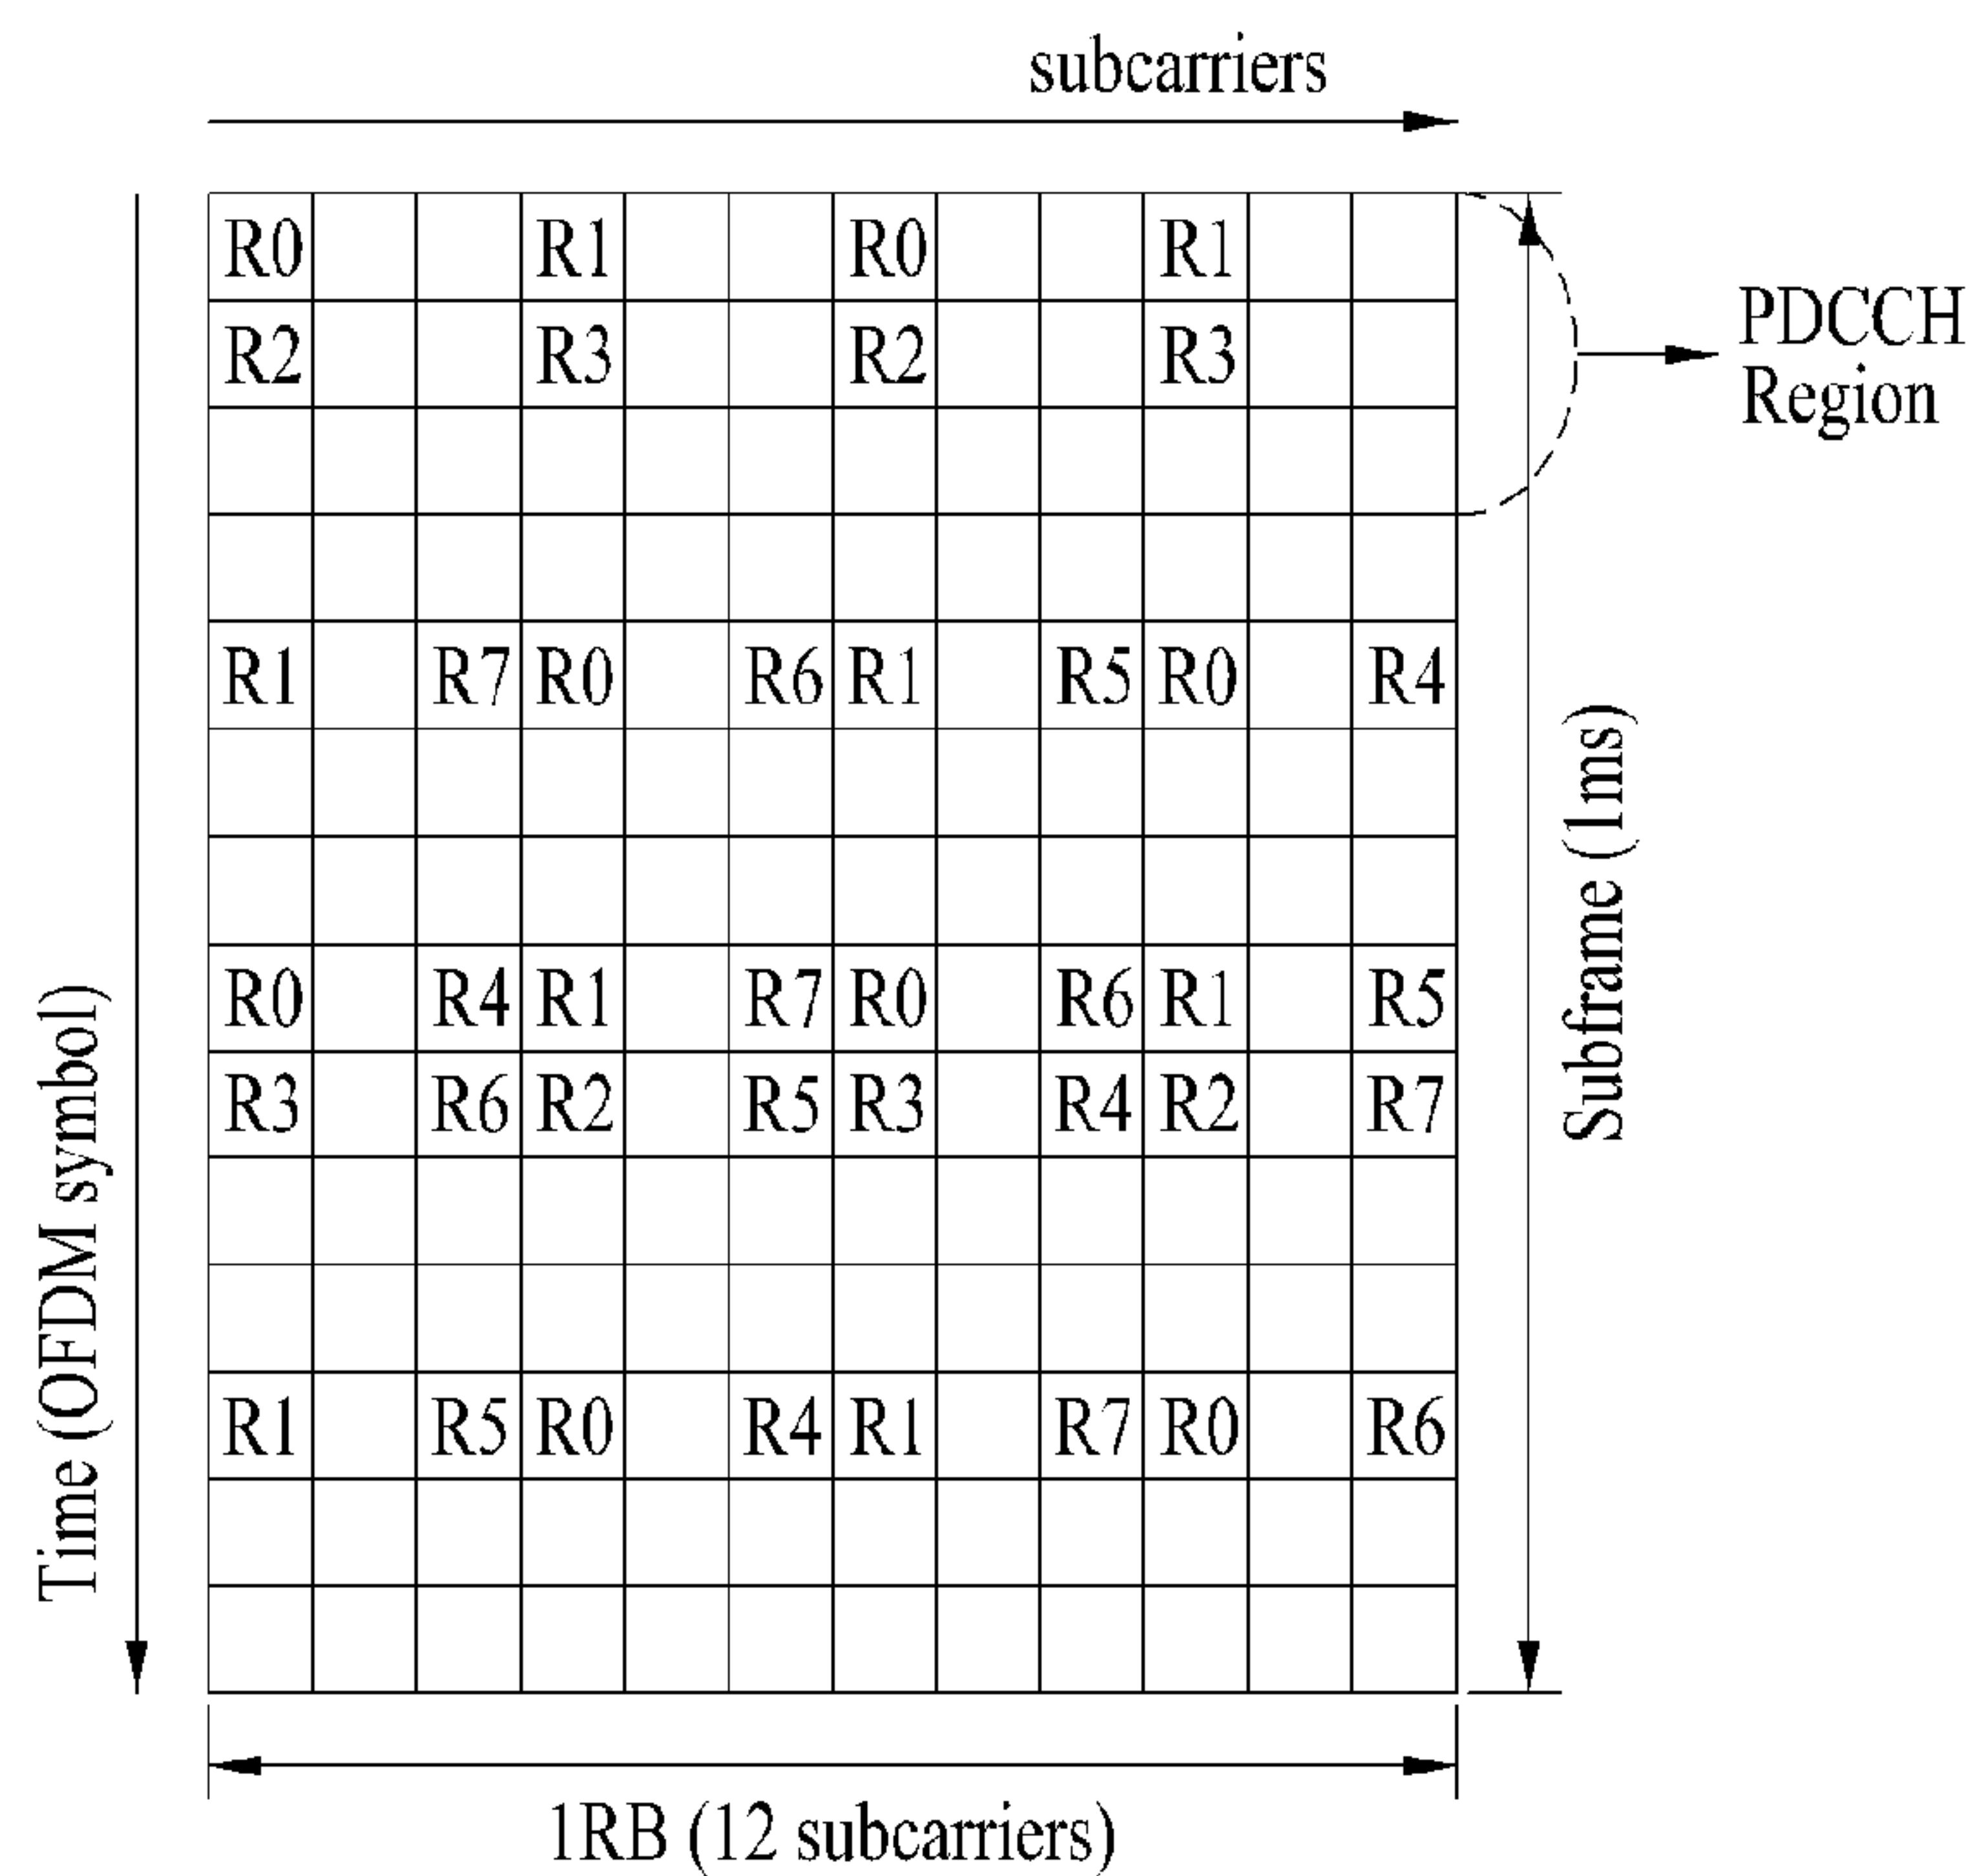 subcarriers
R0 R1 R0 R1
R2 R3 R2 R3
PDCCH
Region
R1 R7 R0 R6 R1 R5 R0 R4
R0 R4 R1 R7 R0 R6 R1 R5
R3 R6 R2 R5 R3 R4 R2 R7
R1 R5 R0 R4 R1 R7 R0 R6
Time (OFDM symbol)
Subframe (1ms)
1RB (12 subcarriers)